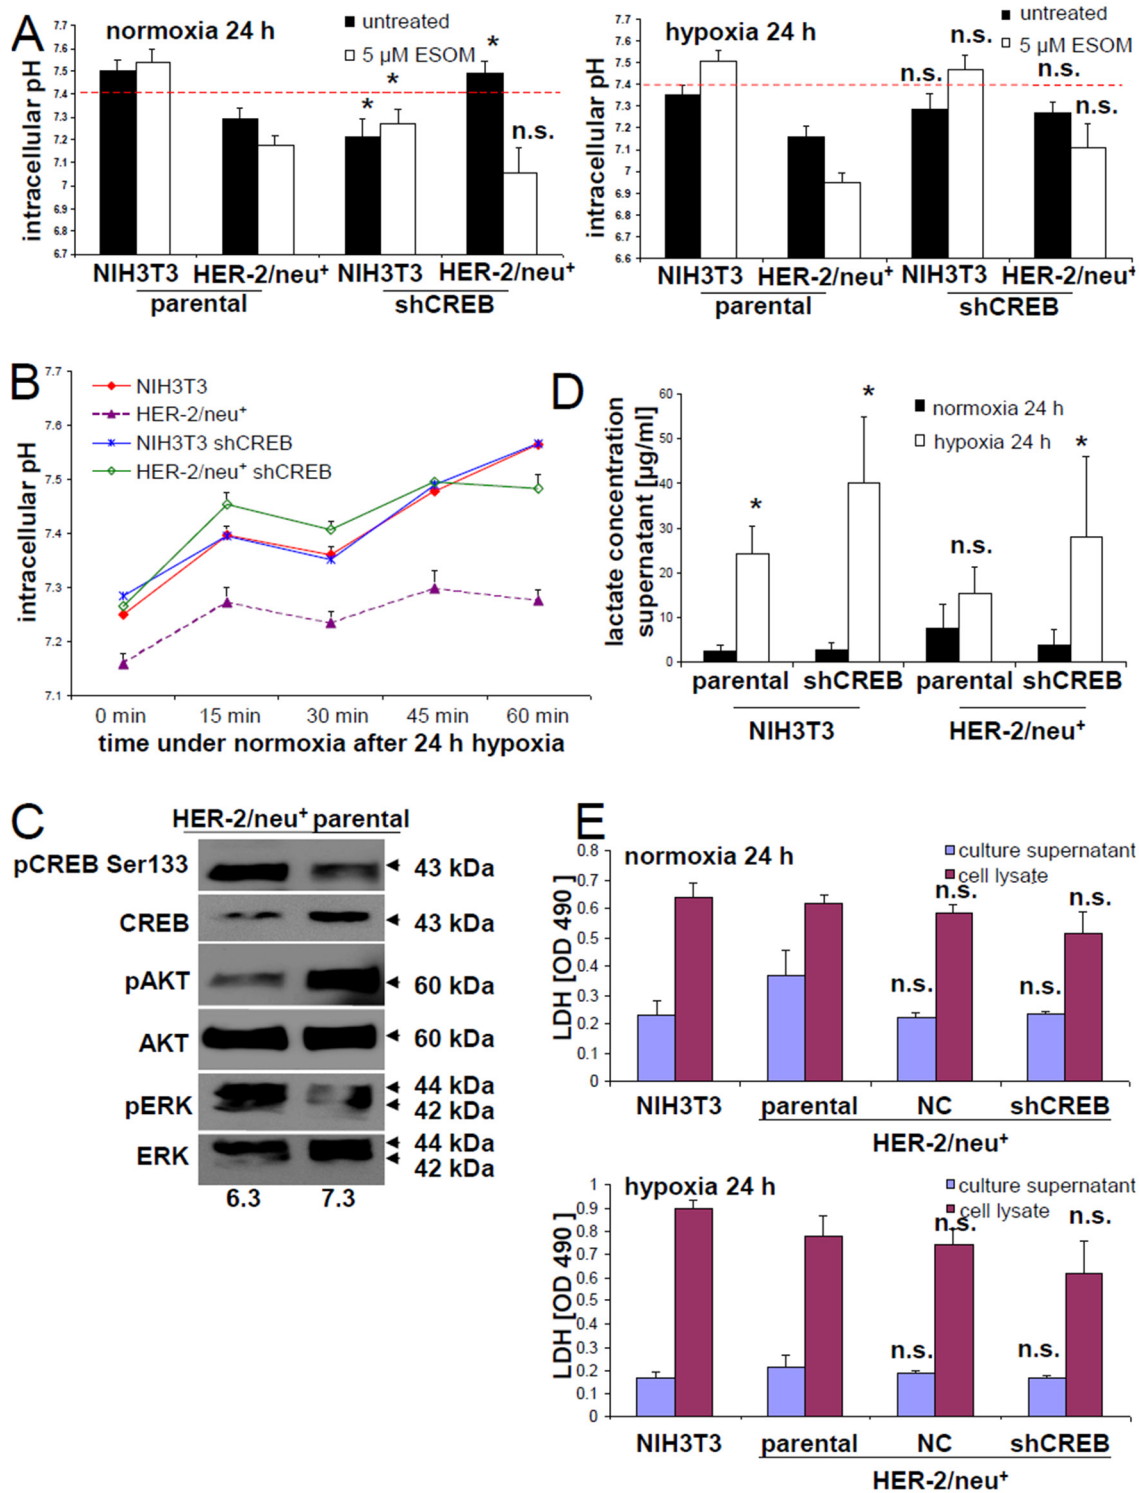 A
normoxia 24 h
untreated
5 µM ESOM
intracellular pH
7.7
7.6
7.5
7.4
7.3
7.2
7.1
7
6.9
6.8
6.7
*
*
*
n.s.
NIH3T3 HER-2/neu+ NIH3T3 HER-2/neu+
parental shCREB
hypoxia 24 h
untreated
5 µM ESOM
intracellular pH
7.7
7.6
7.5
7.4
7.3
7.2
7.1
7
6.9
6.8
6.7
6.6
n.s.
n.s.
n.s.
n.s.
NIH3T3 HER-2/neu+ NIH3T3 HER-2/neu+
parental shCREB
B
NIH3T3
HER-2/neu+
NIH3T3 shCREB
HER-2/neu+ shCREB
intracellular pH
7.7
7.6
7.5
7.4
7.3
7.2
7.1
0 min 15 min 30 min 45 min 60 min
time under normoxia after 24 h hypoxia
D
normoxia 24 h
hypoxia 24 h
lactate concentration
supernatant [µg/ml]
60
50
40
30
20
10
0
*
*
n.s.
*
parental shCREB parental shCREB
NIH3T3 HER-2/neu+
C
HER-2/neu+ parental
pCREB Ser133 43 kDa
CREB 43 kDa
pAKT 60 kDa
AKT 60 kDa
pERK 44 kDa
42 kDa
ERK 44 kDa
42 kDa
6.3 7.3
E
normoxia 24 h
culture supernatant
cell lysate
LDH [OD 490 ]
0.8
0.7
0.6
0.5
0.4
0.3
0.2
0.1
0
n.s.
n.s.
n.s.
n.s.
NIH3T3 parental NC shCREB
HER-2/neu+
hypoxia 24 h
culture supernatant
cell lysate
LDH [OD 490 ]
1
0.9
0.8
0.7
0.6
0.5
0.4
0.3
0.2
0.1
0
n.s.
n.s.
n.s.
n.s.
NIH3T3 parental NC shCREB
HER-2/neu+